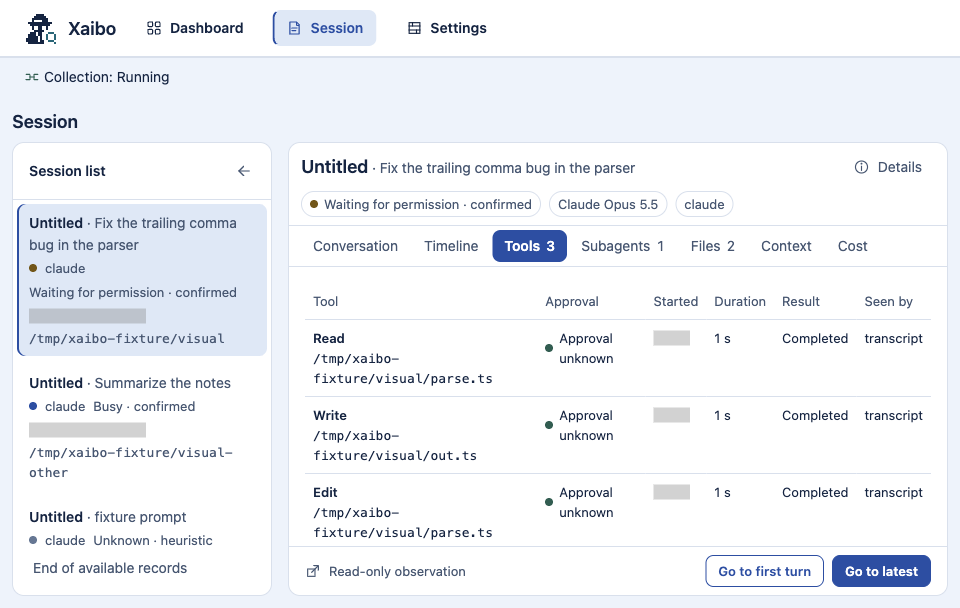 Xaibo
Dashboard
Session
Settings
Collection: Running
Session
Session list
Untitled · Fix the trailing comma
bug in the parser
claude
Waiting for permission · confirmed
/tmp/xaibo-fixture/visual
Untitled · Summarize the notes
claude Busy · confirmed
/tmp/xaibo-fixture/visual-
other
Untitled · fixture prompt
claude Unknown · heuristic
End of available records
Untitled · Fix the trailing comma bug in the parser
Details
Waiting for permission · confirmed
Claude Opus 5.5
claude
Conversation Timeline Tools 3 Subagents 1 Files 2 Context Cost
Tool Approval Started Duration Result Seen by
Read
/tmp/xaibo-
fixture/visual/parse.ts
Approval
unknown
1 s
Completed
transcript
Write
/tmp/xaibo-
fixture/visual/out.ts
Approval
unknown
1 s
Completed
transcript
Edit
/tmp/xaibo-
fixture/visual/parse.ts
Approval
unknown
1 s
Completed
transcript
Read-only observation
Go to first turn
Go to latest